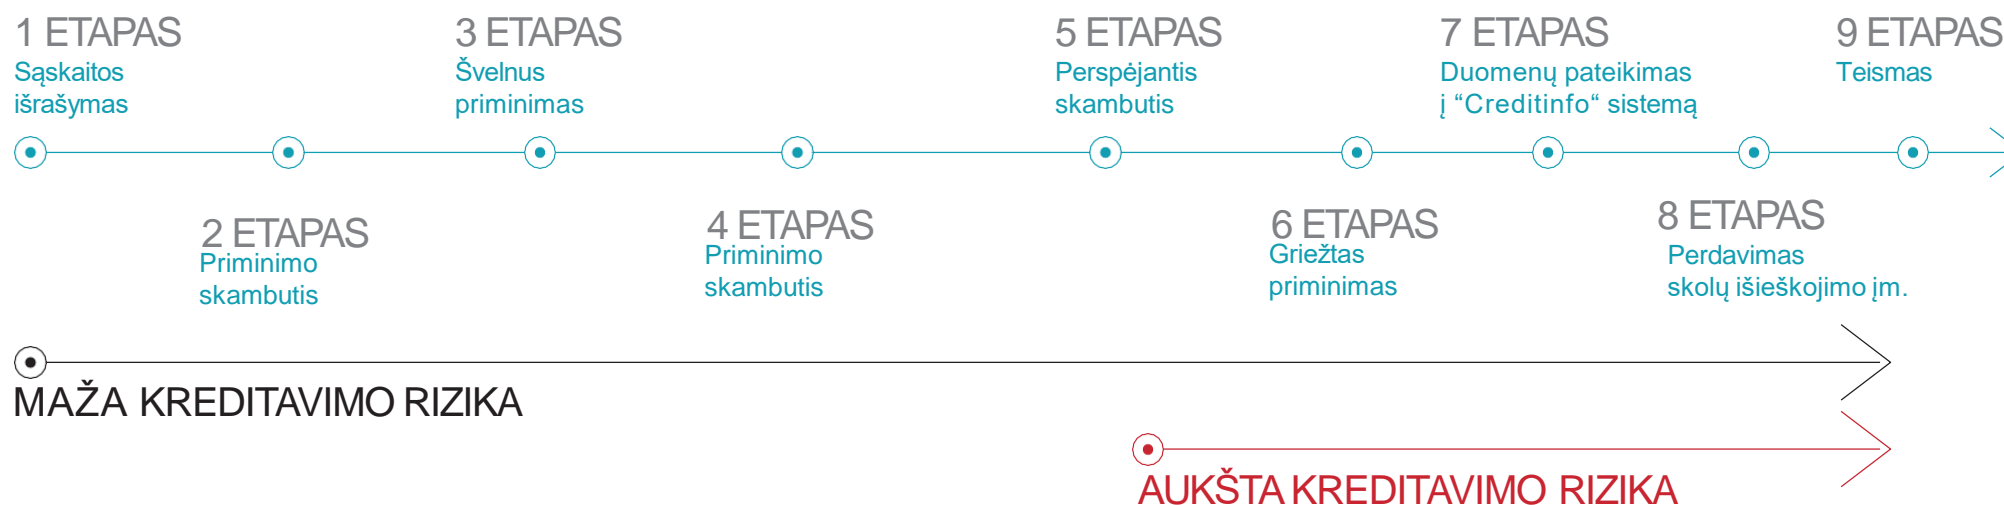 1 ETAPAS
Sąskaitos
išrašymas
3 ETAPAS
Švelnus
priminimas
5 ETAPAS
Perspėjantis
skambutis
7 ETAPAS
Duomenų pateikimas
į “Creditinfo“ sistemą
9 ETAPAS
Teismas
2 ETAPAS
Priminimo
skambutis
4 ETAPAS
Priminimo
skambutis
6 ETAPAS
Griežtas
priminimas
8 ETAPAS
Perdavimas
skolų išieškojimo įm.
MAŽA KREDITAVIMO RIZIKA
AUKŠTA KREDITAVIMO RIZIKA